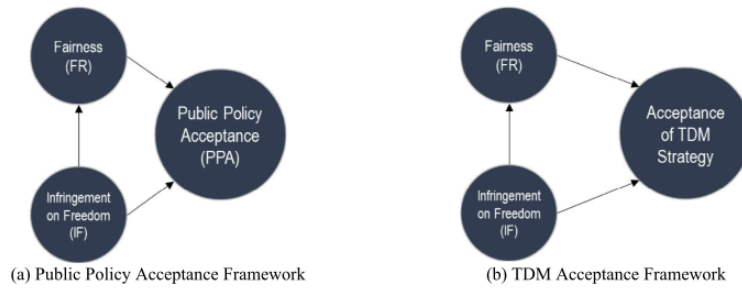 Fairness
(FR)
Public Policy
Acceptance
(PPA)
Infringement
on Freedom
(IF)
(a) Public Policy Acceptance Framework
Fairness
(FR)
Acceptance
of TDM
Strategy
Infringement
on Freedom
(IF)
(b) TDM Acceptance Framework